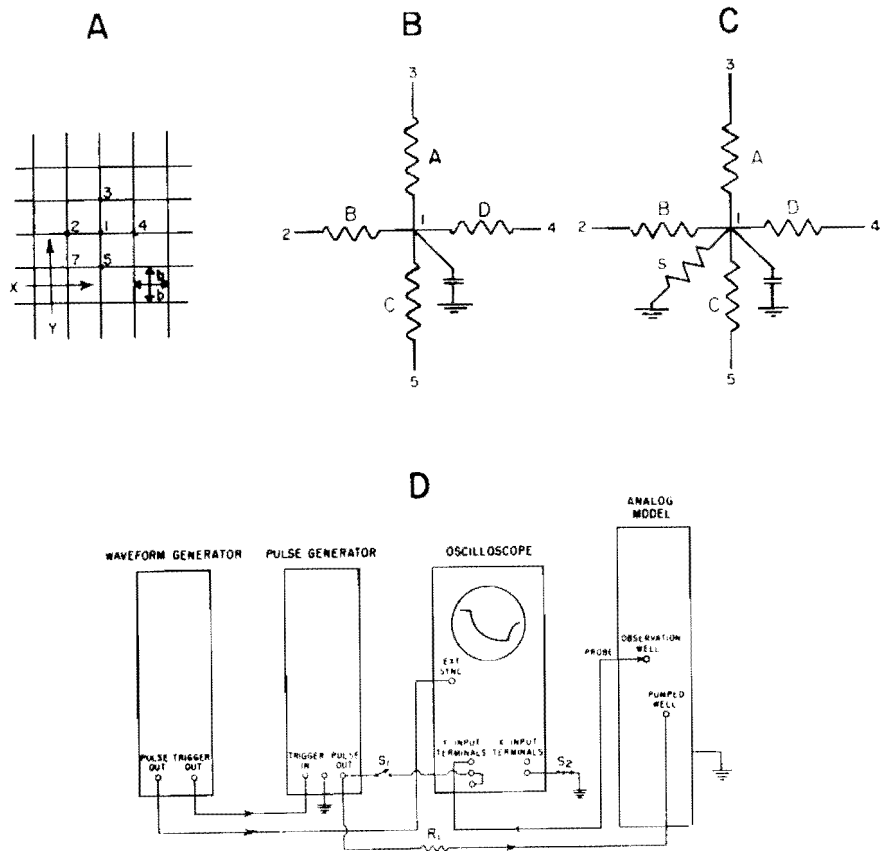 A
3
2 1 4
7 5
X
Y
b
b
B
3
A
B 1 D
2 4
C
5
C
3
A
B 1 D
2 4
S
C
5
D
WAVEFORM GENERATOR
PULSE OUT
TRIGGER OUT
PULSE GENERATOR
TRIGGER IN
PULSE OUT
S1
OSCILLOSCOPE
EXT SYNC
Y INPUT TERMINALS
X INPUT TERMINALS
S2
ANALOG MODEL
PROBE
OBSERVATION WELL
PUMPED WELL